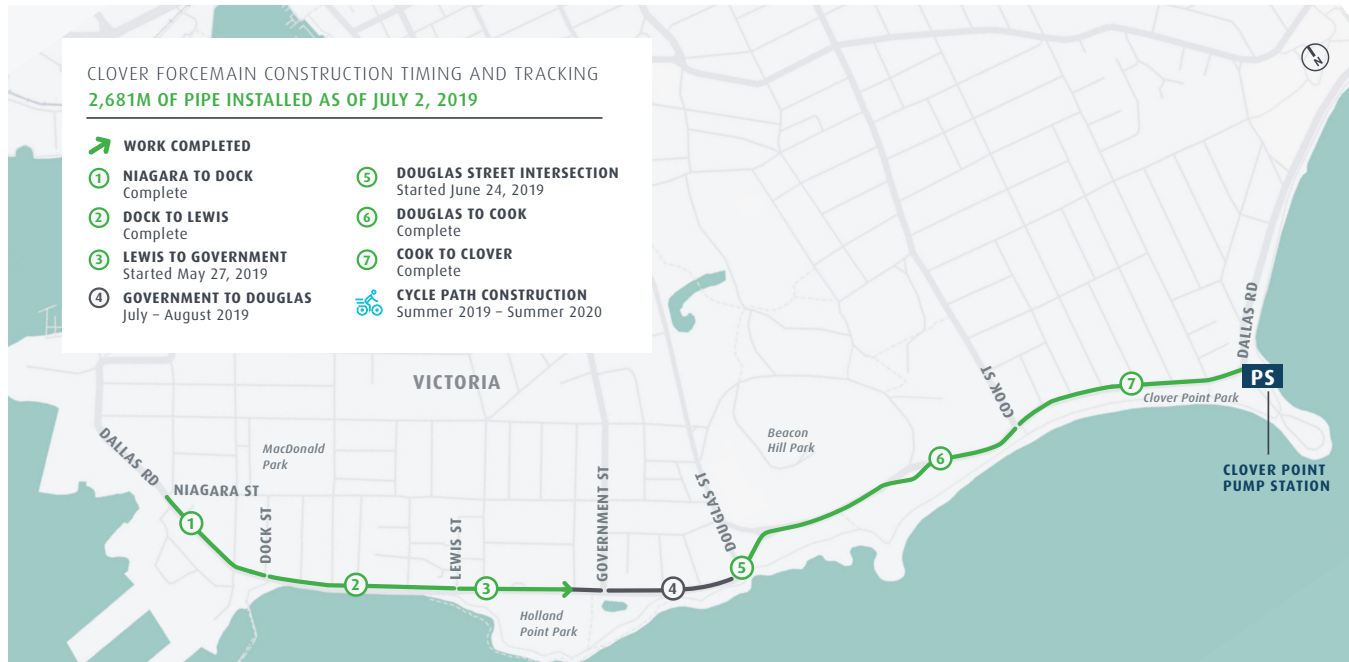 CLOVER FORCEMAIN CONSTRUCTION TIMING AND TRACKING
2,681M OF PIPE INSTALLED AS OF JULY 2, 2019
WORK COMPLETED
1 NIAGARA TO DOCK
Complete
2 DOCK TO LEWIS
Complete
3 LEWIS TO GOVERNMENT
Started May 27, 2019
4 GOVERNMENT TO DOUGLAS
July – August 2019
5 DOUGLAS STREET INTERSECTION
Started June 24, 2019
6 DOUGLAS TO COOK
Complete
7 COOK TO CLOVER
Complete
CYCLE PATH CONSTRUCTION
Summer 2019 – Summer 2020
N
VICTORIA
DALLAS RD
NIAGARA ST
MacDonald
Park
1
DOCK ST
2
LEWIS ST
3
Holland
Point Park
GOVERNMENT ST
4
DOUGLAS ST
5
Beacon
Hill Park
6
COOK ST
7
Clover Point Park
DALLAS RD
PS
CLOVER POINT
PUMP STATION